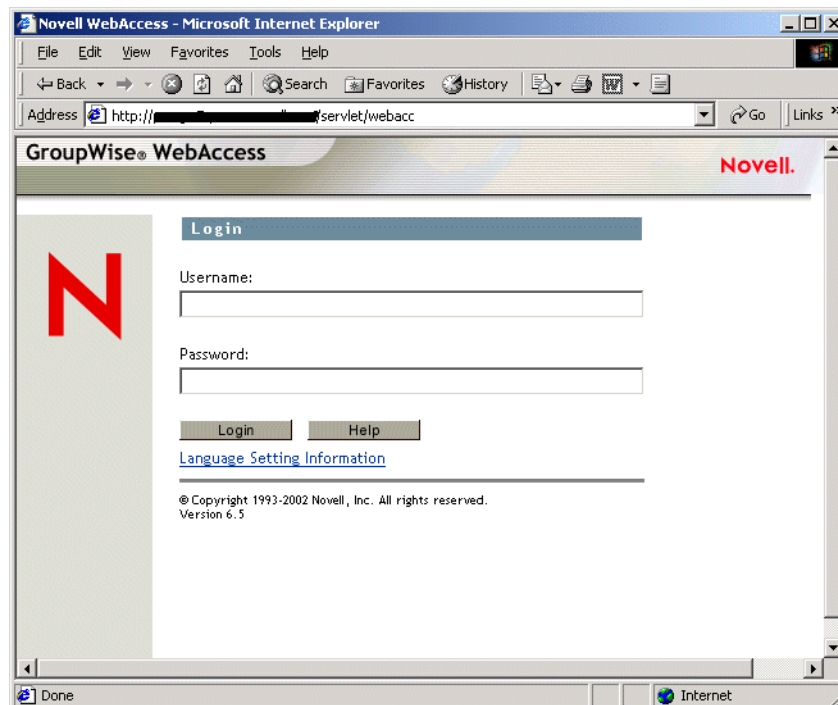 Novell WebAccess - Microsoft Internet Explorer
File Edit View Favorites Tools Help
Back Search Favorites History
Address http:// /servlet/webacc Go Links »
GroupWise® WebAccess
Novell.
Login
N
Username:
Password:
Login Help
Language Setting Information
© Copyright 1993-2002 Novell, Inc. All rights reserved.
Version 6.5
Done Internet